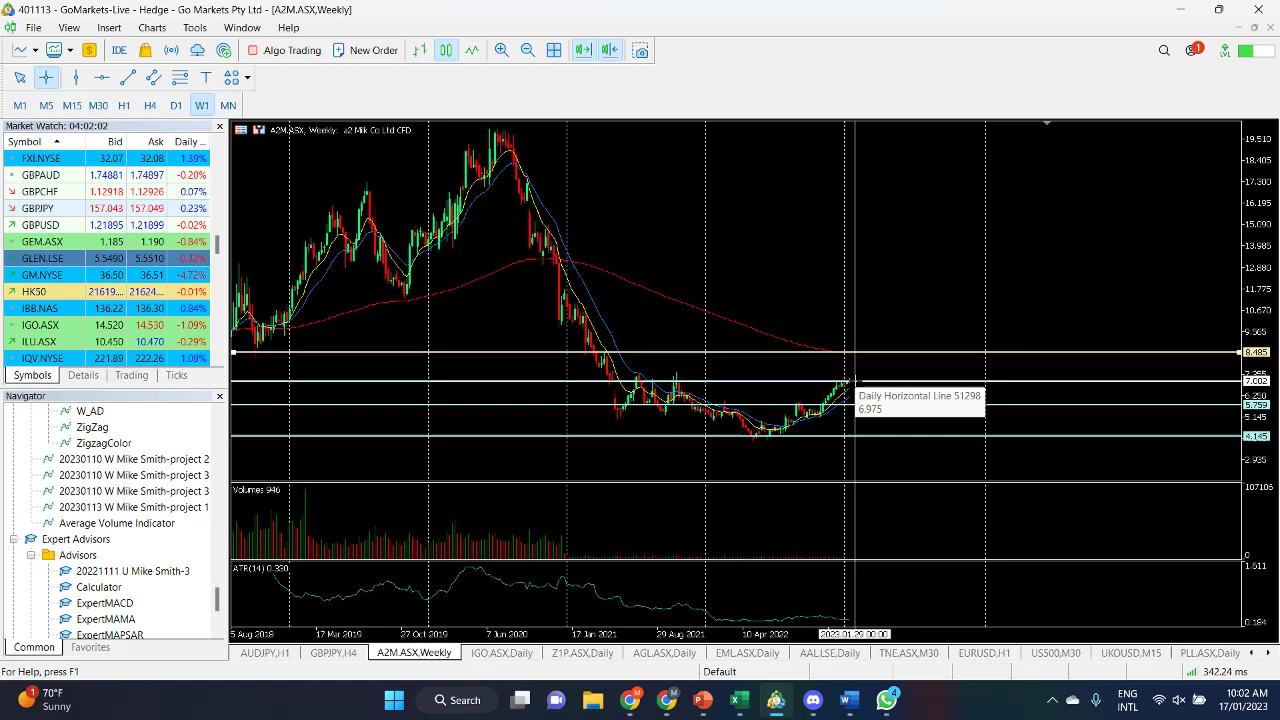 401113 - GoMarkets-Live - Hedge - Go Markets Pty Ltd - [A2M.ASX,Weekly]
File View Insert Charts Tools Window Help
IDE Algo Trading New Order 1 LVL
T
M1 M5 M15 M30 H1 H4 D1 W1 MN
Market Watch: 04:02:02
Symbol Bid Ask Daily ...
FXI.NYSE 32.07 32.08 1.39%
GBPAUD 1.74881 1.74897 -0.20%
GBPCHF 1.12918 1.12926 0.07%
GBPJPY 157.043 157.049 0.23%
GBPUSD 1.21895 1.21899 -0.02%
GEM.ASX 1.185 1.190 -0.84%
GLEN.LSE 5.5490 5.5510 0.32%
GM.NYSE 36.50 36.51 -4.72%
HK50 21619.... 21624.... -0.01%
IBB.NAS 136.22 136.30 0.84%
IGO.ASX 14.520 14.530 -1.09%
ILU.ASX 10.450 10.470 -0.29%
IQV.NYSE 221.89 222.26 1.09%
Symbols Details Trading Ticks
Navigator
W_AD
ZigZag
ZigzagColor
20230110 W Mike Smith-project 2
20230110 W Mike Smith-project 3
20230110 W Mike Smith-project 3
20230113 W Mike Smith-project 1
Average Volume Indicator
Expert Advisors
Advisors
20221111 U Mike Smith-3
Calculator
ExpertMACD
ExpertMAMA
ExpertMAPSAR
Common Favorites
A2M.ASX, Weekly: a2 Milk Co Ltd CFD
19.510
18.405
17.300
16.195
15.090
13.985
12.880
11.775
10.670
9.565
8.485
7.002
5.795
4.145
2.935
Daily Horizontal Line 51298
6.975
Volumes 946
107106
0
ATR(14) 0.330
1.611
0.184
5 Aug 2018 17 Mar 2019 27 Oct 2019 7 Jun 2020 17 Jan 2021 29 Aug 2021 10 Apr 2022 2023.01.29 00:00
AUDJPY,H1 GBPJPY,H4 A2M.ASX,Weekly IGO.ASX,Daily Z1P.ASX,Daily AGL.ASX,Daily EML.ASX,Daily AAL.LSE,Daily TNE.ASX,M30 EURUSD,H1 US500,M30 UKOUSD,M15 PLL.ASX,Daily
For Help, press F1 Default 342.24 ms
1 70°F
Sunny
Search
4
ENG
INTL
10:02 AM
17/01/2023